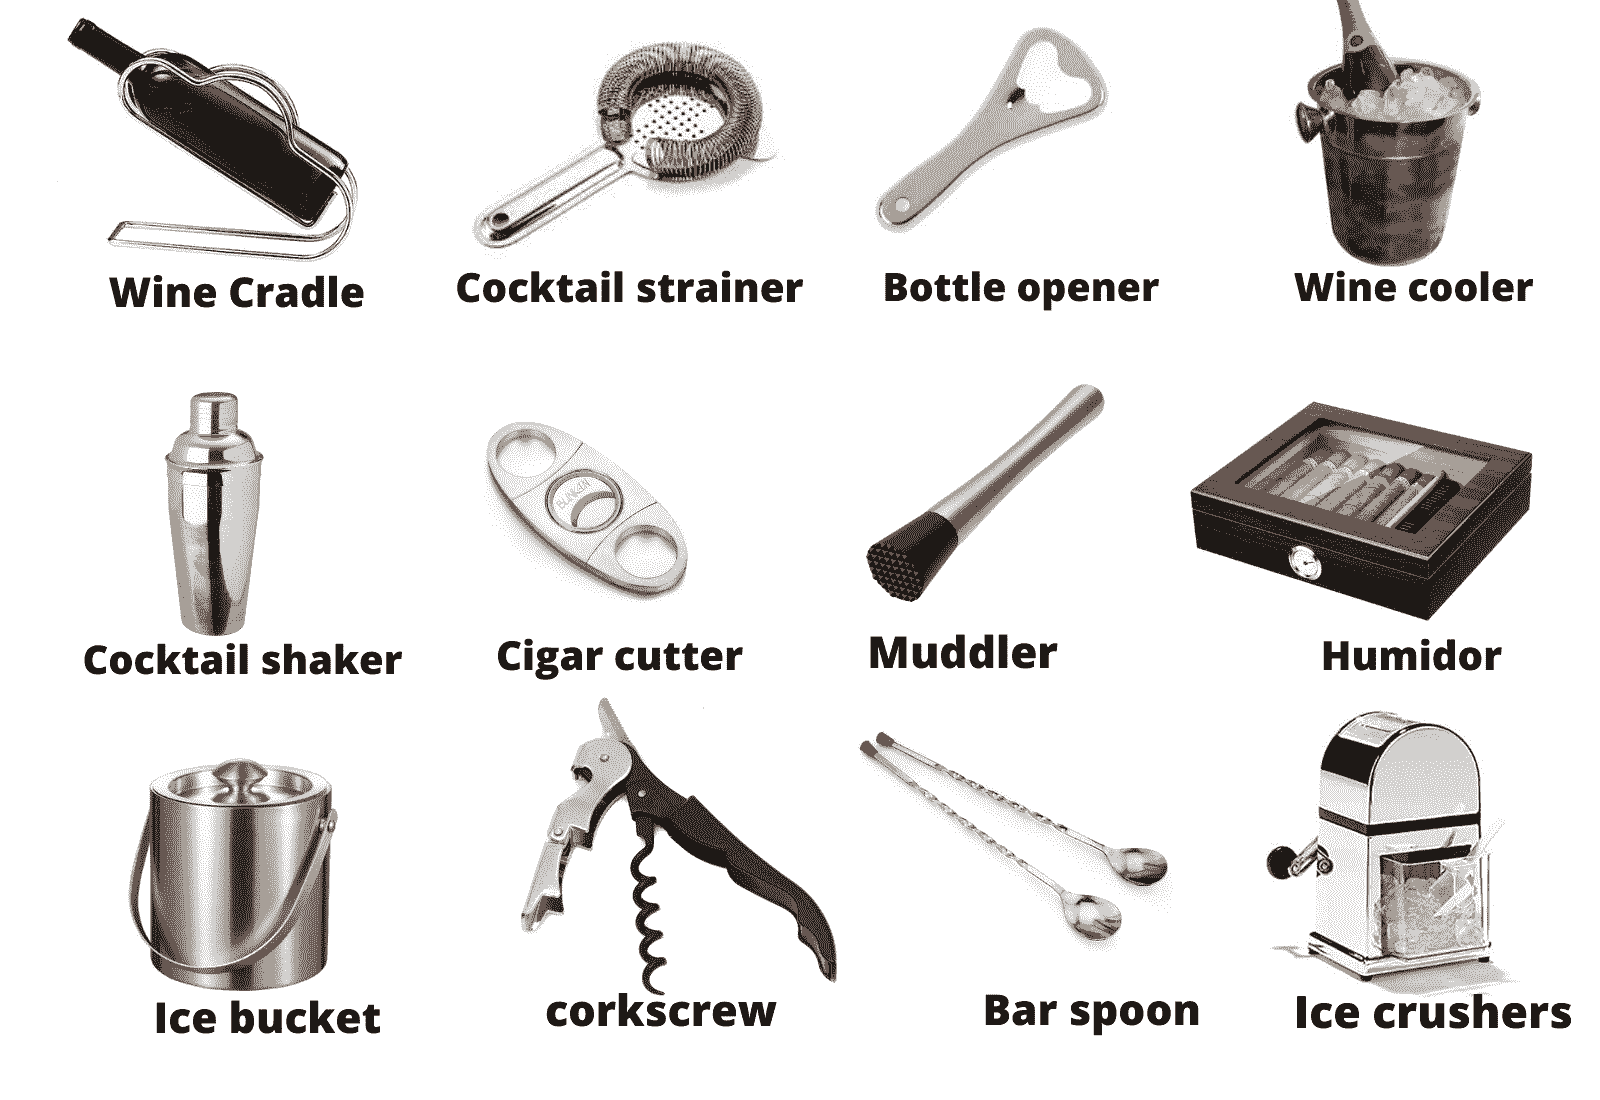 Wine Cradle
Cocktail strainer
Bottle opener
Wine cooler
Cocktail shaker
Cigar cutter
Muddler
Humidor
Ice bucket
corkscrew
Bar spoon
Ice crushers